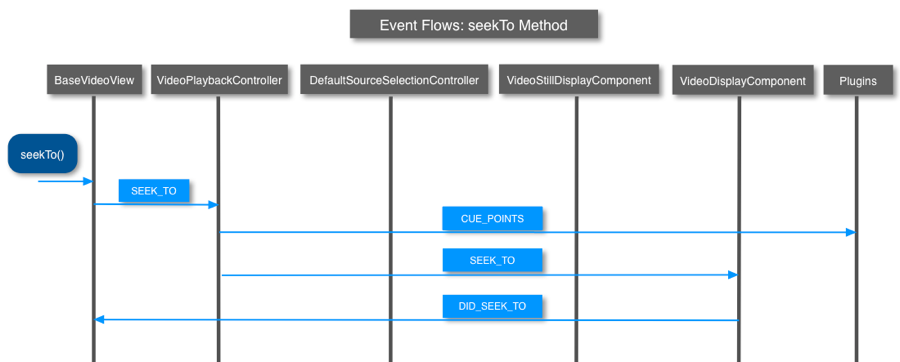 Event Flows: seekTo Method
BaseVideoView
VideoPlaybackController
DefaultSourceSelectionController
VideoStillDisplayComponent
VideoDisplayComponent
Plugins
seekTo()
SEEK_TO
CUE_POINTS
SEEK_TO
DID_SEEK_TO